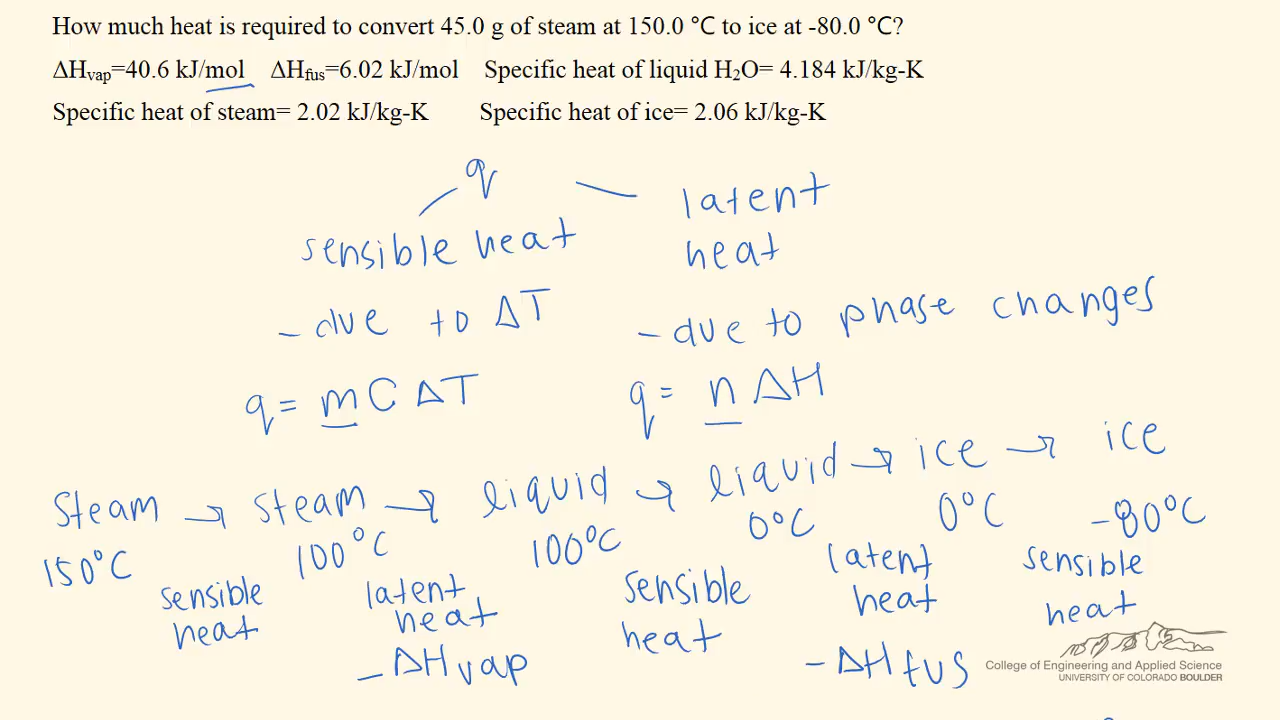 How much heat is required to convert 45.0 g of steam at 150.0 °C to ice at -80.0 °C?
ΔHvap=40.6 kJ/mol ΔHfus=6.02 kJ/mol Specific heat of liquid H2O= 4.184 kJ/kg-K
Specific heat of steam= 2.02 kJ/kg-K Specific heat of ice= 2.06 kJ/kg-K
q
sensible heat
- due to ΔT
q = m C ΔT
latent
heat
- due to phase changes
q = n ΔH
Steam → steam → liquid → liquid → ice → ice
150°C 100°C 100°C 0°C 0°C -80°C
sensible
heat
latent
heat
- ΔHvap
sensible
heat
latent
heat
- ΔHfus
sensible
heat
College of Engineering and Applied Science
UNIVERSITY OF COLORADO BOULDER